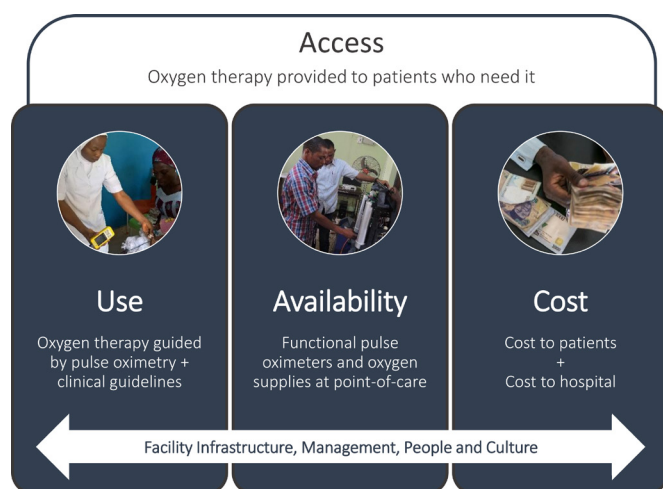 Access
Oxygen therapy provided to patients who need it
Use
Oxygen therapy guided
by pulse oximetry +
clinical guidelines
Availability
Functional pulse
oximeters and oxygen
supplies at point-of-care
Cost
Cost to patients
+
Cost to hospital
Facility Infrastructure, Management, People and Culture